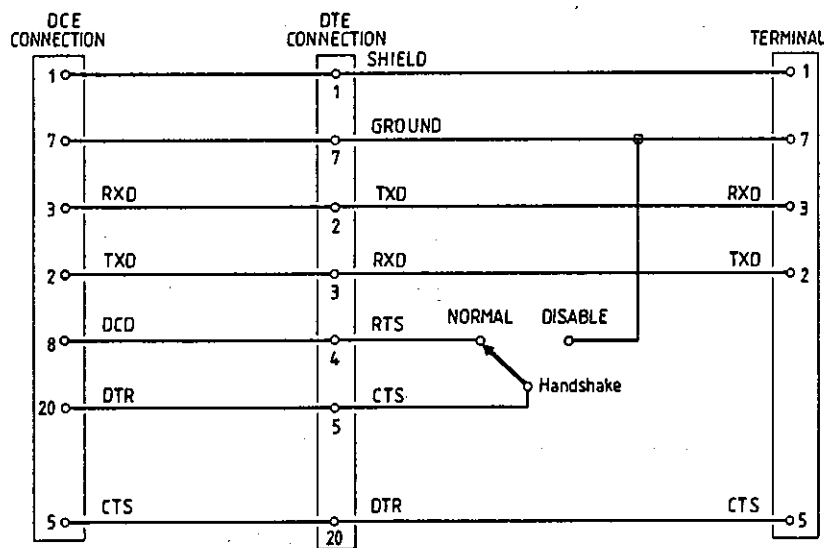 DCE CONNECTION
DTE CONNECTION
TERMINAL
SHIELD
1
1
1
GROUND
7
7
7
RXD
TXD
RXD
3
2
3
TXD
RXD
TXD
2
3
2
DCD
RTS
NORMAL
DISABLE
8
4
Handshake
DTR
CTS
20
5
CTS
DTR
CTS
5
20
5